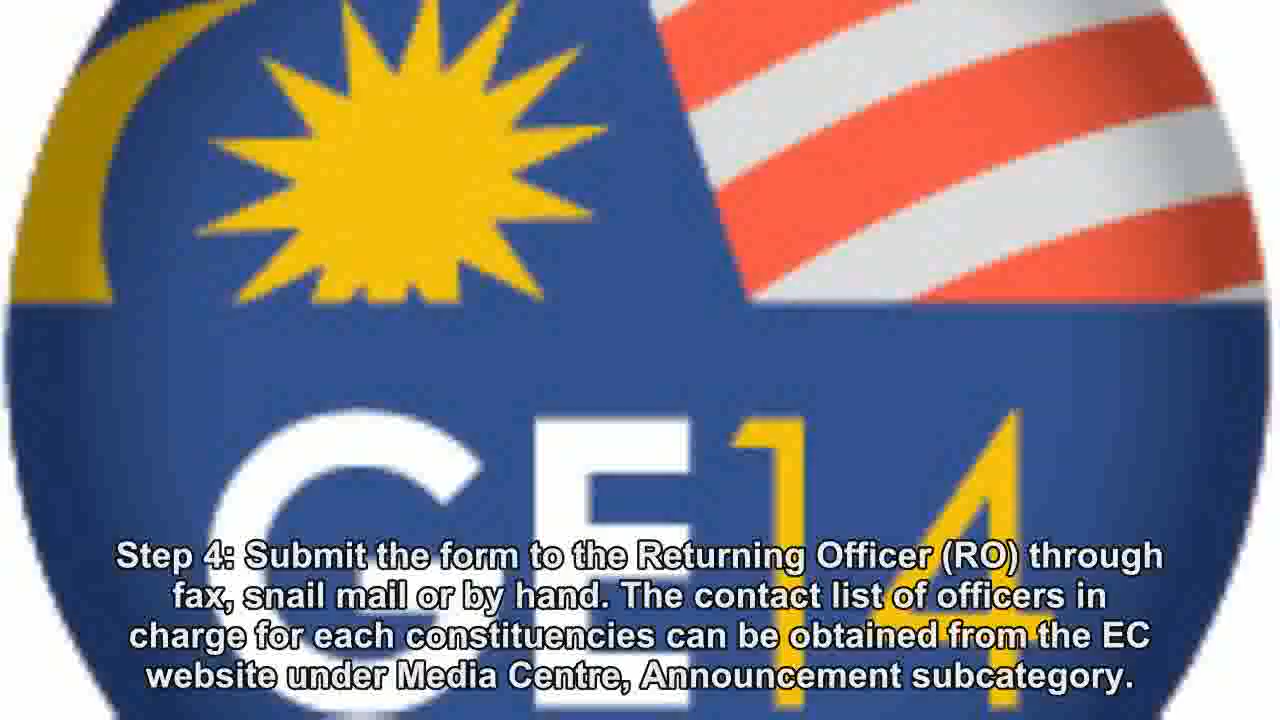 GE14
Step 4: Submit the form to the Returning Officer (RO) through
fax, snail mail or by hand. The contact list of officers in
charge for each constituencies can be obtained from the EC
website under Media Centre, Announcement subcategory.